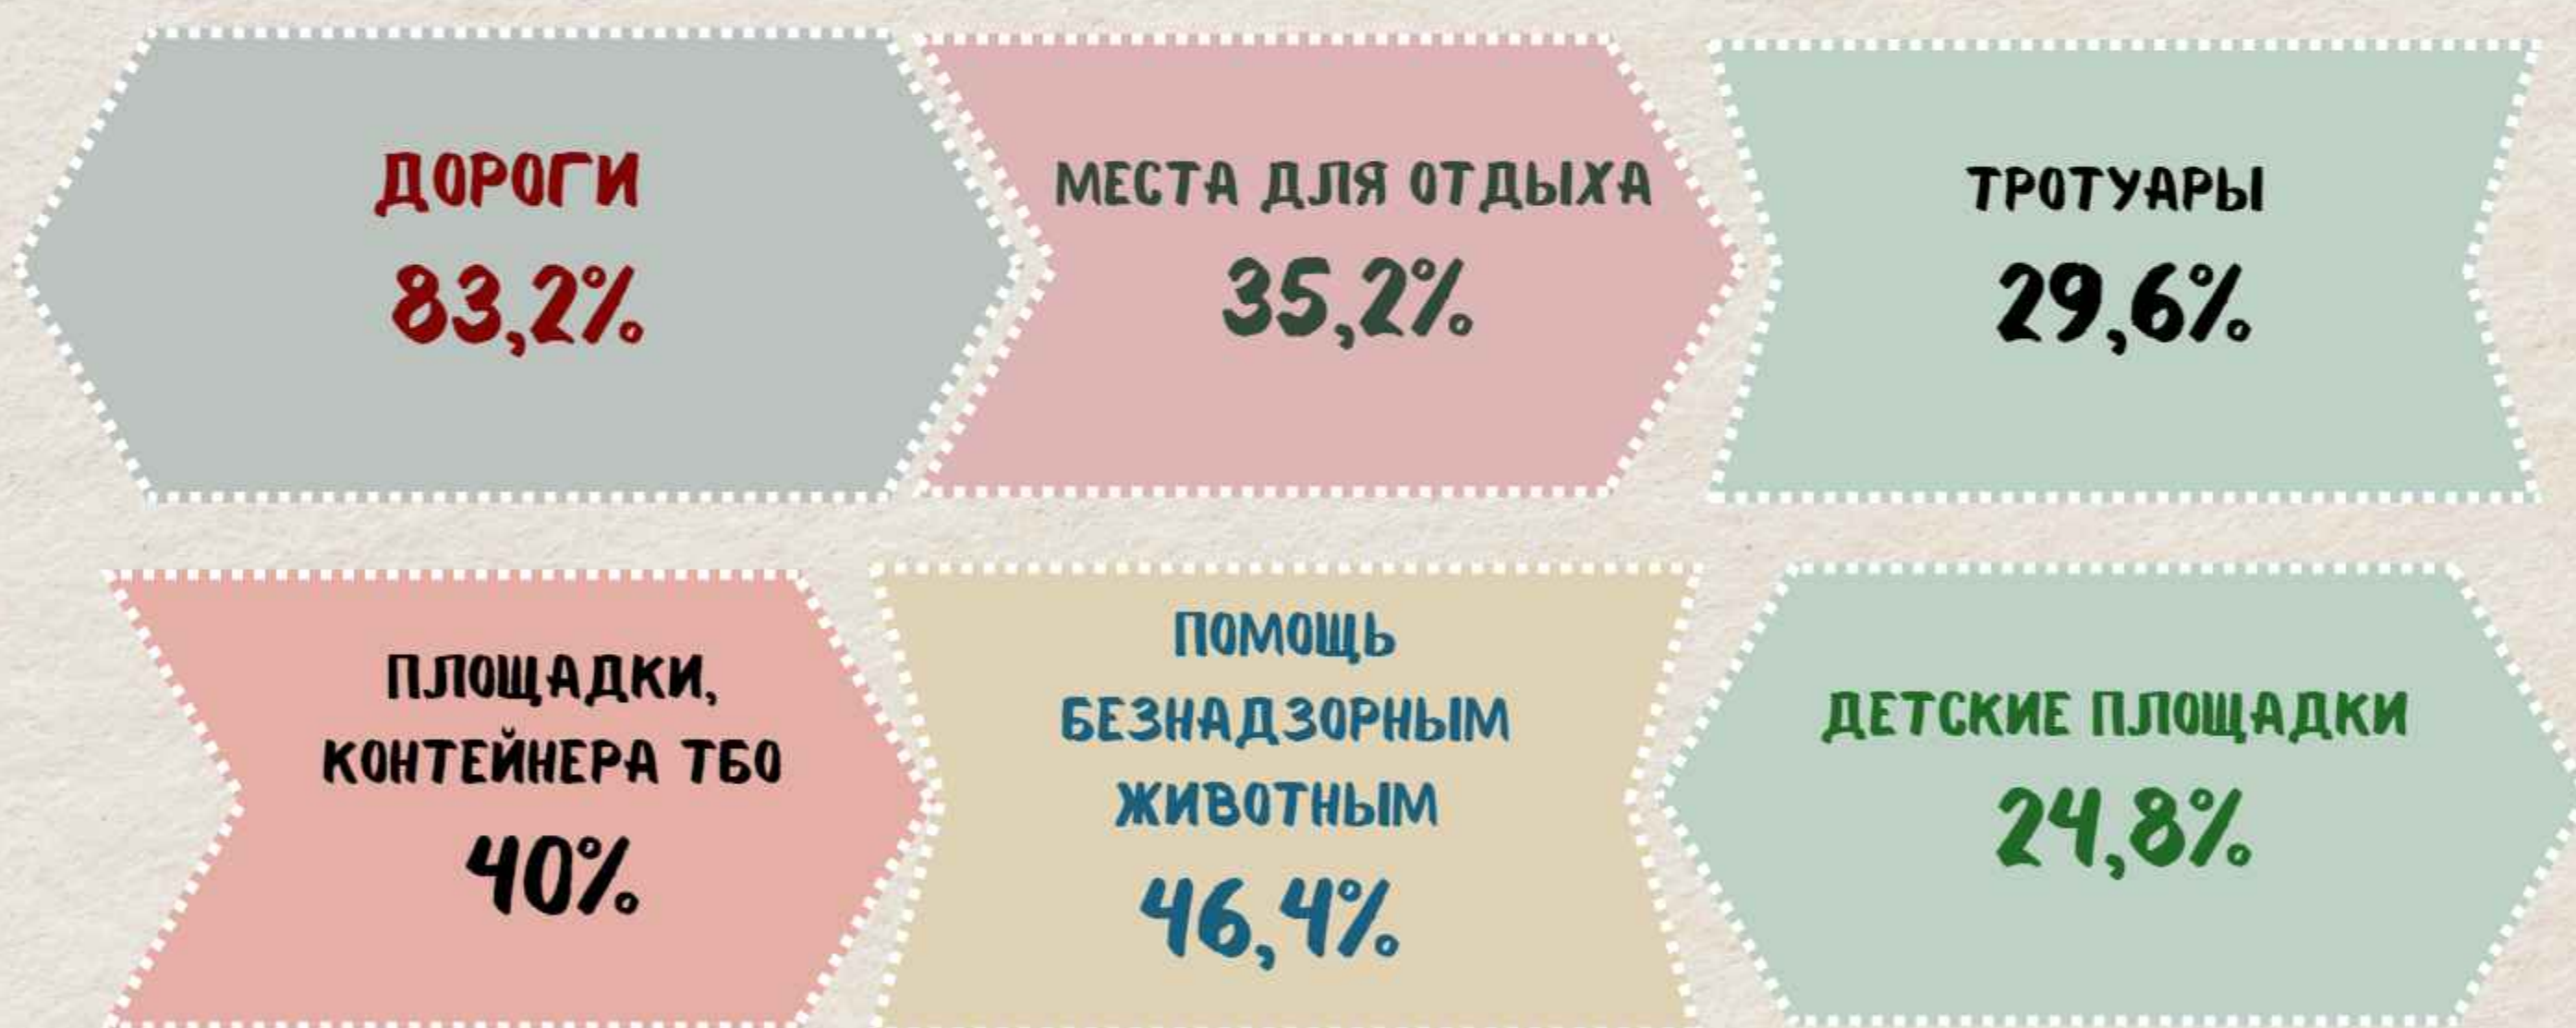 ДОРОГИ
83,2%
МЕСТА ДЛЯ ОТДЫХА
35,2%
ТРОТУАРЫ
29,6%
ПЛОЩАДКИ,
КОНТЕЙНЕРА ТБО
40%
ПОМОЩЬ
БЕЗНАДЗОРНЫМ
ЖИВОТНЫМ
46,4%
ДЕТСКИЕ ПЛОЩАДКИ
24,8%